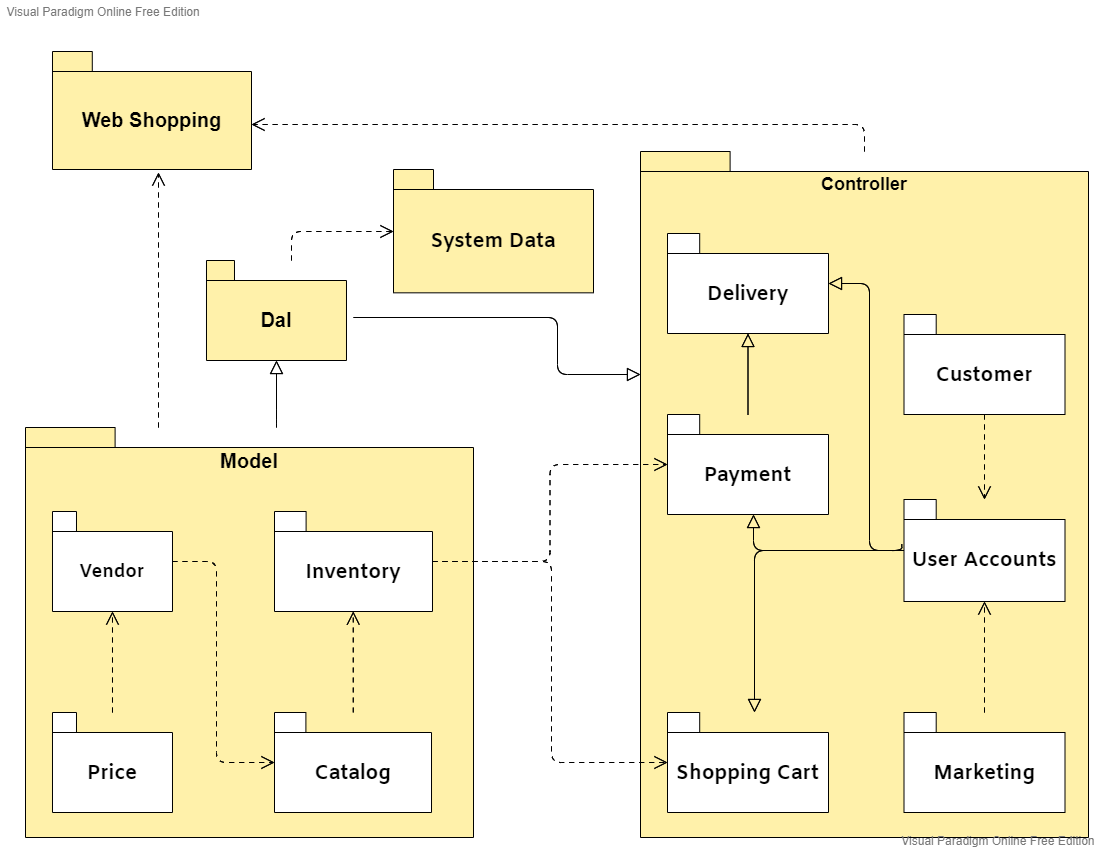 Visual Paradigm Online Free Edition
Web Shopping
System Data
Dal
Controller
Delivery
Customer
Payment
User Accounts
Shopping Cart
Marketing
Model
Vendor
Inventory
Price
Catalog
Visual Paradigm Online Free Edition